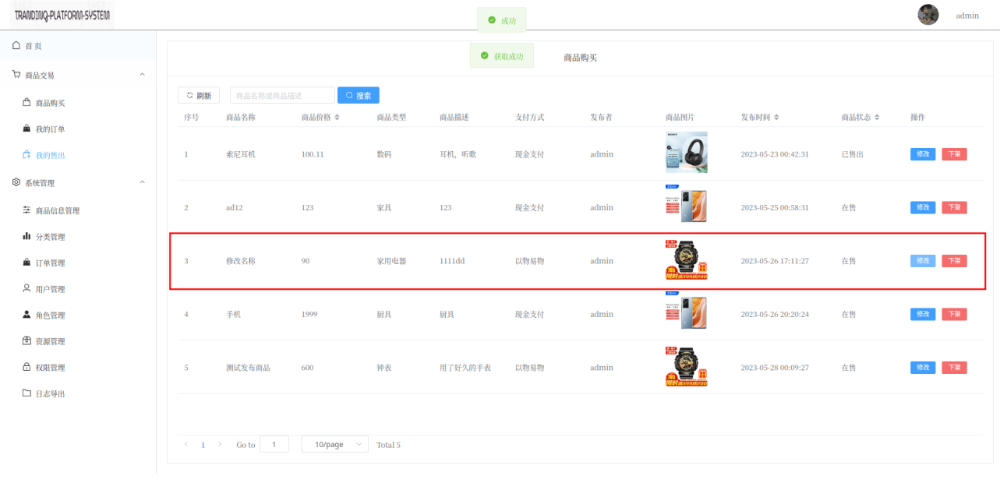 TRANDINQ-PLATFORM-SYSTEM
成功
admin
首页
商品交易
商品购买
我的订单
我的售出
系统管理
商品信息管理
分类管理
订单管理
用户管理
角色管理
资源管理
权限管理
日志导出
获取成功
商品购买
刷新 商品名称或商品描述 搜索
序号 商品名称 商品价格 商品类型 商品描述 支付方式 发布者 商品图片 发布时间 商品状态 操作
1 索尼耳机 100.11 数码 耳机，听歌 现金支付 admin SONY 2023-05-23 00:42:31 已售出 修改 下架
2 ad12 123 家具 123 现金支付 admin 2023-05-25 00:58:31 在售 修改 下架
3 修改名称 90 家用电器 1111dd 以物易物 admin 2023-05-26 17:11:27 在售 修改 下架
4 手机 1999 厨具 厨具 现金支付 admin 2023-05-26 20:20:24 在售 修改 下架
5 测试发布商品 600 钟表 用了好久的手表 以物易物 admin 2023-05-28 00:09:27 在售 修改 下架
1 Go to 1 10/page Total 5